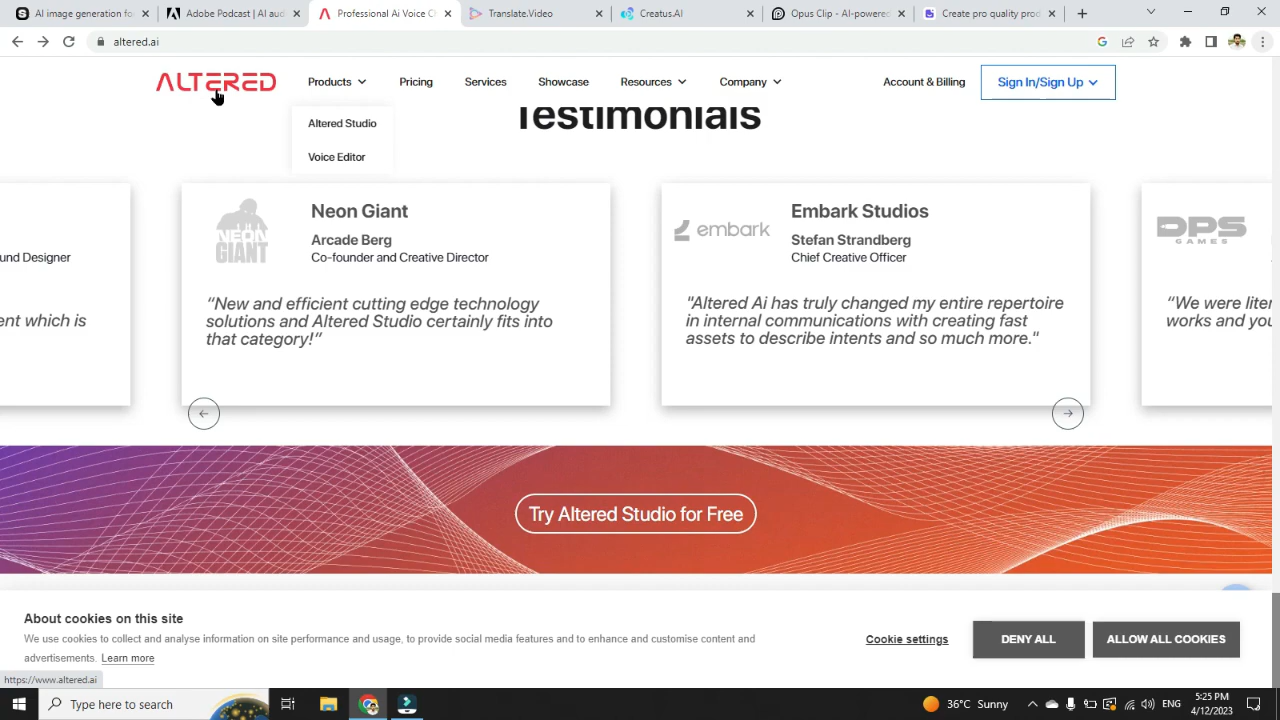 AI image generation fo
Adobe Podcast | AI aud
Professional Ai Voice C
Translate.Video
Creatus.AI
Opus Clip - AI-powere
Create pro quality prod
altered.ai
ALTERED
Products
Pricing
Services
Showcase
Resources
Company
Account & Billing
Sign In/Sign Up
Altered Studio
Voice Editor
Testimonials
und Designer
ent which is
NEON
GIANT
Neon Giant
Arcade Berg
Co-founder and Creative Director
“New and efficient cutting edge technology
solutions and Altered Studio certainly fits into
that category!”
embark
Embark Studios
Stefan Strandberg
Chief Creative Officer
"Altered Ai has truly changed my entire repertoire
in internal communications with creating fast
assets to describe intents and so much more."
DPS
GAMES
“We were liter
works and you
Try Altered Studio for Free
About cookies on this site
We use cookies to collect and analyse information on site performance and usage, to provide social media features and to enhance and customise content and
advertisements. Learn more
Cookie settings
DENY ALL
ALLOW ALL COOKIES
https://www.altered.ai
Type here to search
36°C Sunny
ENG
5:25 PM
4/12/2023